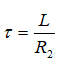 τ = L / R₂